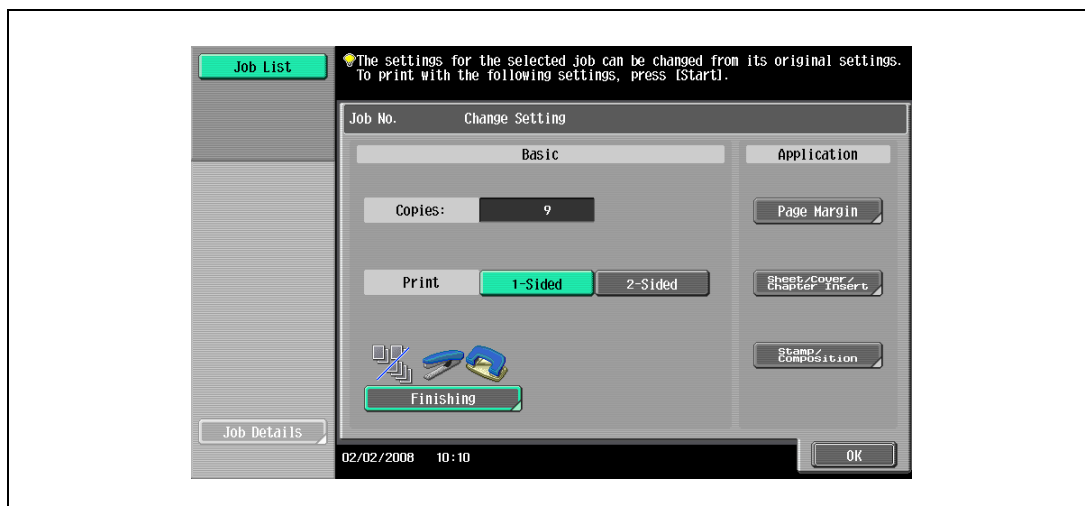 Job List
The settings for the selected job can be changed from its original settings.
To print with the following settings, press [Start].
Job No. Change Setting
Basic
Application
Copies: 9
Page Margin
Print 1-Sided 2-Sided
Sheet/Cover/
Chapter Insert
Stamp/
Composition
Finishing
Job Details
02/02/2008 10:10
OK